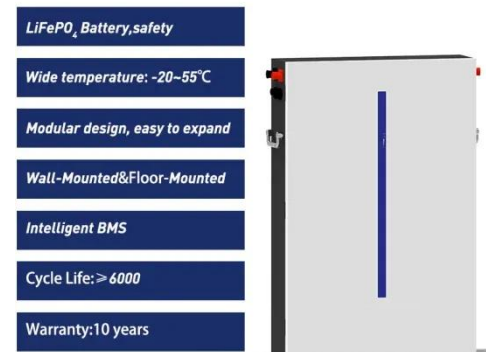 LiFePO₄ Battery,safety
Wide temperature: -20~55℃
Modular design, easy to expand
Wall-Mounted&Floor-Mounted
Intelligent BMS
Cycle Life:≥6000
Warranty:10 years